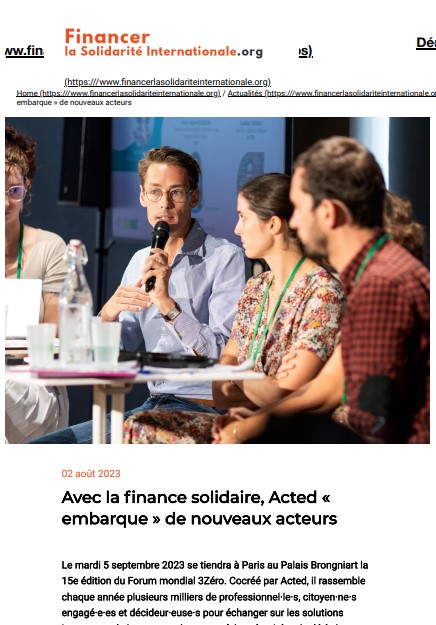 Financer
la Solidarité Internationale.org
(https://www.financerlasolidariteinternationale.org)
Home (https://www.financerlasolidariteinternationale.org) / Actualités (https://www.financerlasolidariteinternationale.o
embarque » de nouveaux acteurs
02 août 2023
Avec la finance solidaire, Acted «
embarque » de nouveaux acteurs
Le mardi 5 septembre 2023 se tiendra à Paris au Palais Brongniart la
15e édition du Forum mondial 3Zéro. Cocréé par Acted, il rassemble
chaque année plusieurs milliers de professionnel·le·s, citoyen·ne·s
engagé·e·es et décideur·euse·s pour échanger sur les solutions